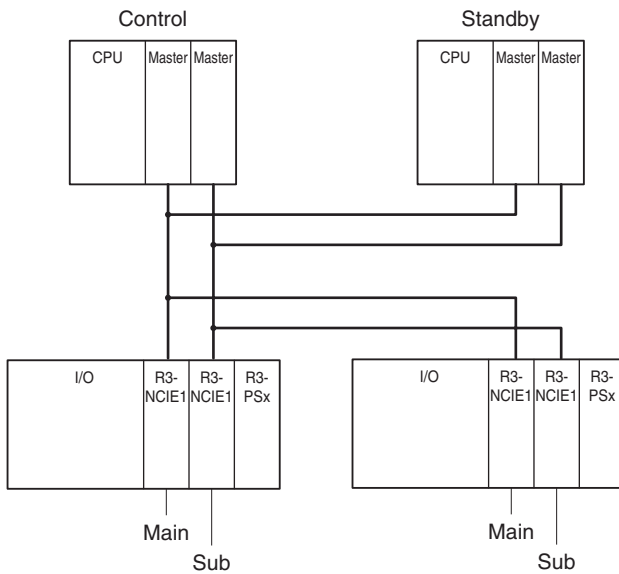 Control
Standby
CPU
Master
Master
CPU
Master
Master
I/O
R3-
NCIE1
R3-
NCIE1
R3-
PSx
I/O
R3-
NCIE1
R3-
NCIE1
R3-
PSx
Main
Sub
Main
Sub